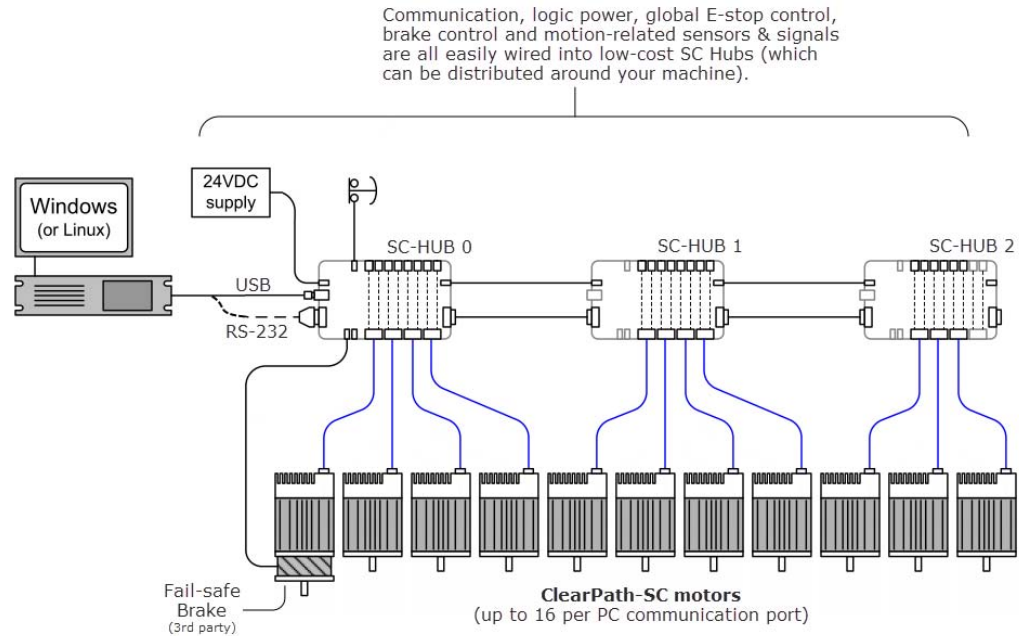 Communication, logic power, global E-stop control,
brake control and motion-related sensors & signals
are all easily wired into low-cost SC Hubs (which
can be distributed around your machine).
24VDC
supply
Windows
(or Linux)
SC-HUB 0
SC-HUB 1
SC-HUB 2
USB
RS-232
Fail-safe
Brake
(3rd party)
ClearPath-SC motors
(up to 16 per PC communication port)